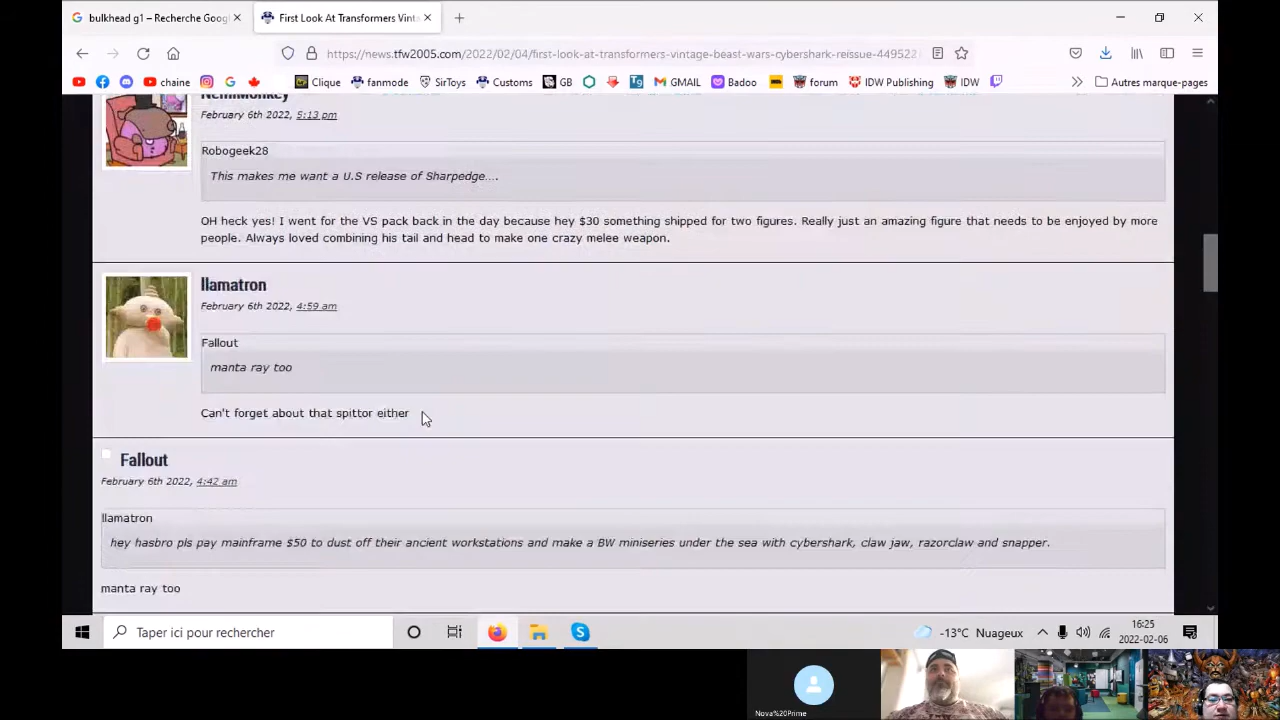 bulkhead g1 – Recherche Googl
First Look At Transformers Vinta
https://news.tfw2005.com/2022/02/04/first-look-at-transformers-vintage-beast-wars-cybershark-reissue-449522
chaine
Clique
fanmode
SirToys
Customs
GB
GMAIL
Badoo
forum
IDW Publishing
IDW
Autres marque-pages
NemiMonkey
February 6th 2022, 5:13 pm
Robogeek28
This makes me want a U.S release of Sharpedge....
OH heck yes! I went for the VS pack back in the day because hey $30 something shipped for two figures. Really just an amazing figure that needs to be enjoyed by more
people. Always loved combining his tail and head to make one crazy melee weapon.
llamatron
February 6th 2022, 4:59 am
Fallout
manta ray too
Can't forget about that spittor either
Fallout
February 6th 2022, 4:42 am
llamatron
hey hasbro pls pay mainframe $50 to dust off their ancient workstations and make a BW miniseries under the sea with cybershark, claw jaw, razorclaw and snapper.
manta ray too
Taper ici pour rechercher
-13°C Nuageux
16:25
2022-02-06
Nova%20Prime